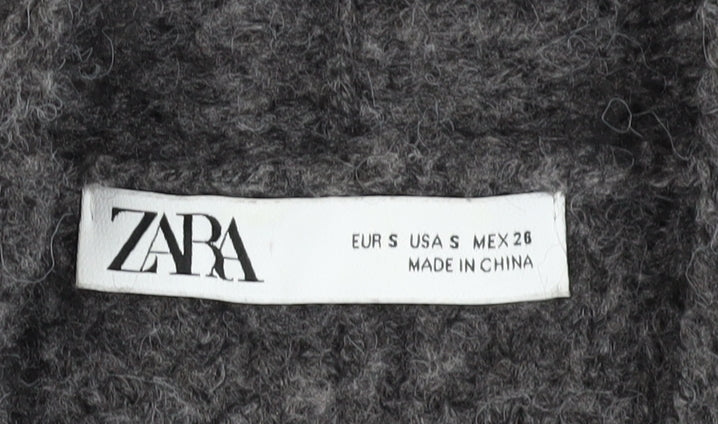 ZARA
EUR S USA S MEX 26
MADE IN CHINA